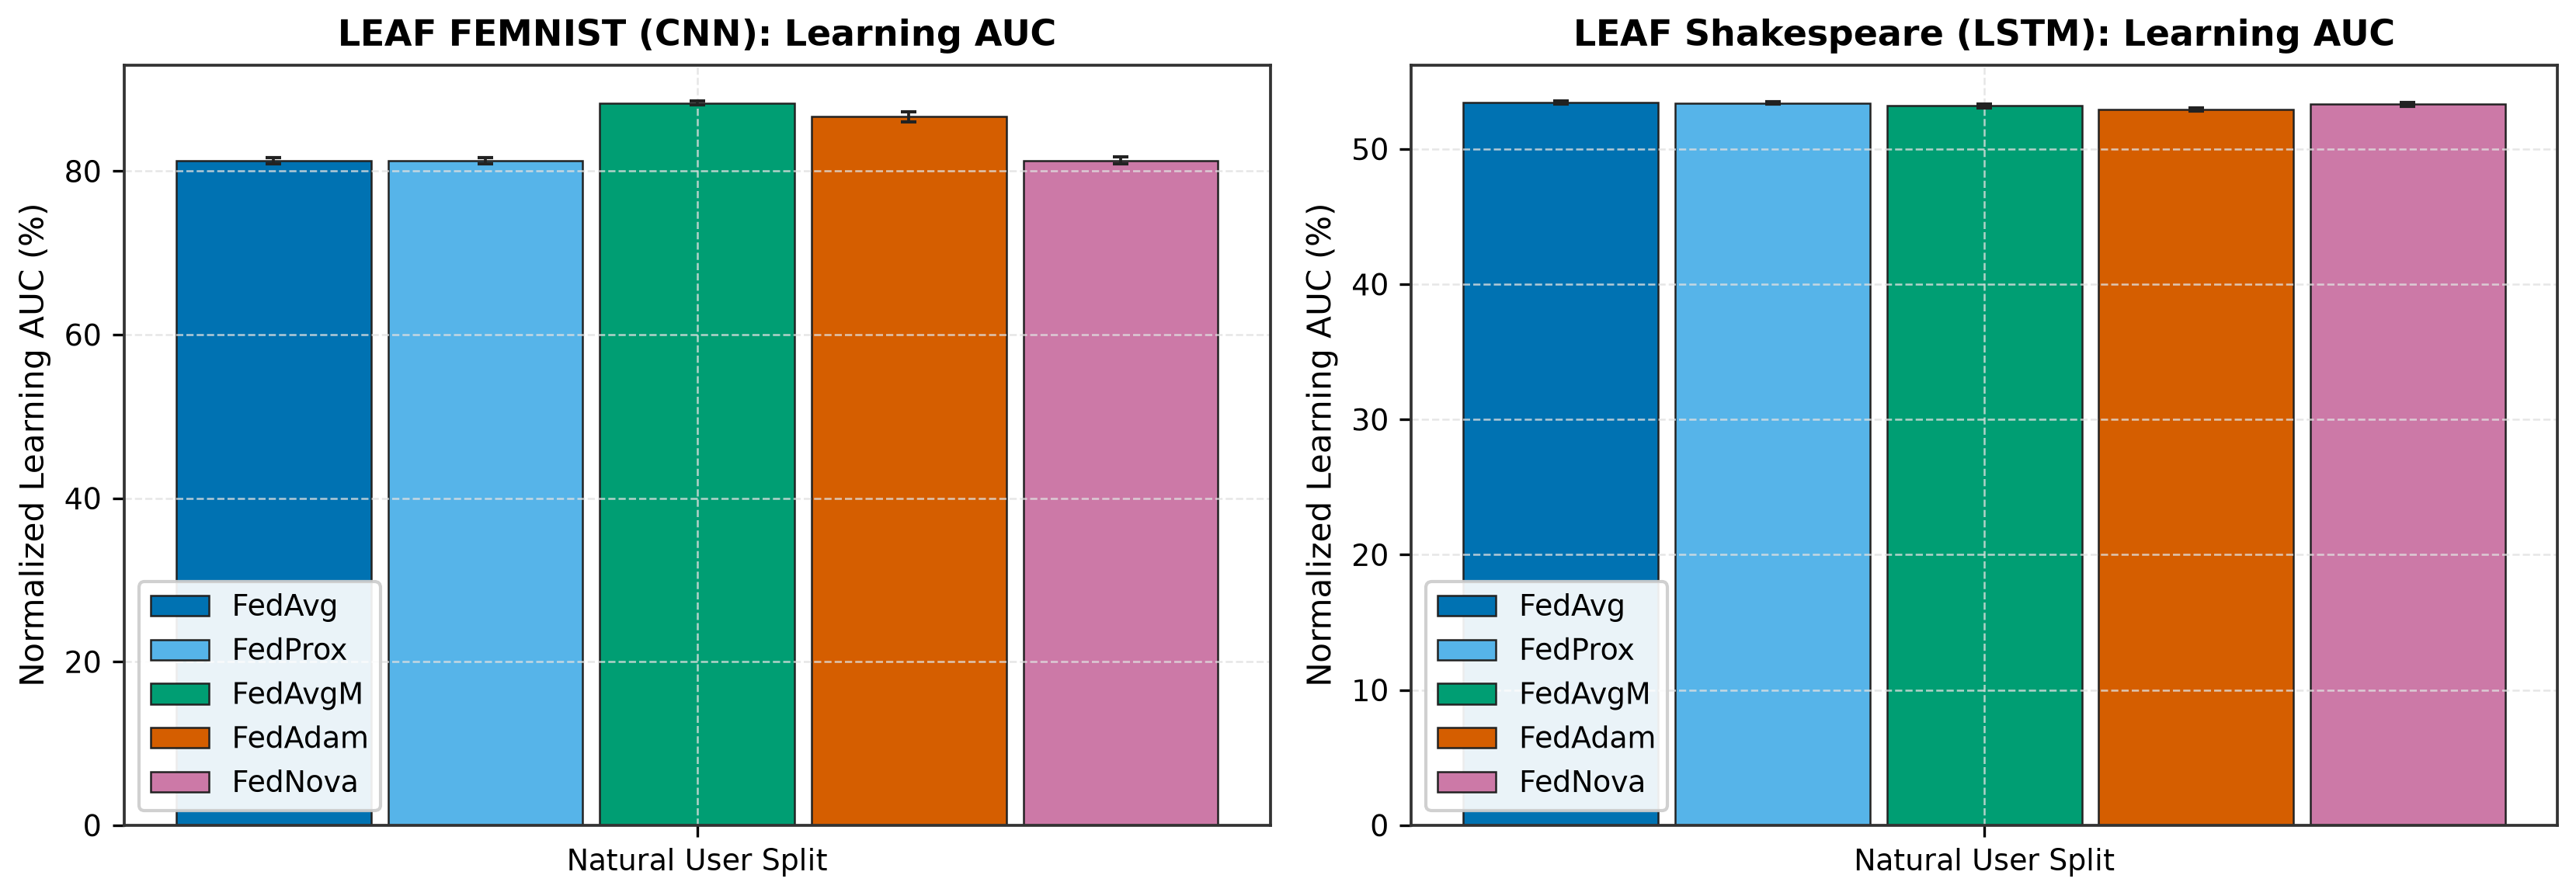 LEAF FEMNIST (CNN): Learning AUC
Normalized Learning AUC (%)
80
60
40
20
0
FedAvg
FedProx
FedAvgM
FedAdam
FedNova
Natural User Split
LEAF Shakespeare (LSTM): Learning AUC
Normalized Learning AUC (%)
50
40
30
20
10
0
FedAvg
FedProx
FedAvgM
FedAdam
FedNova
Natural User Split